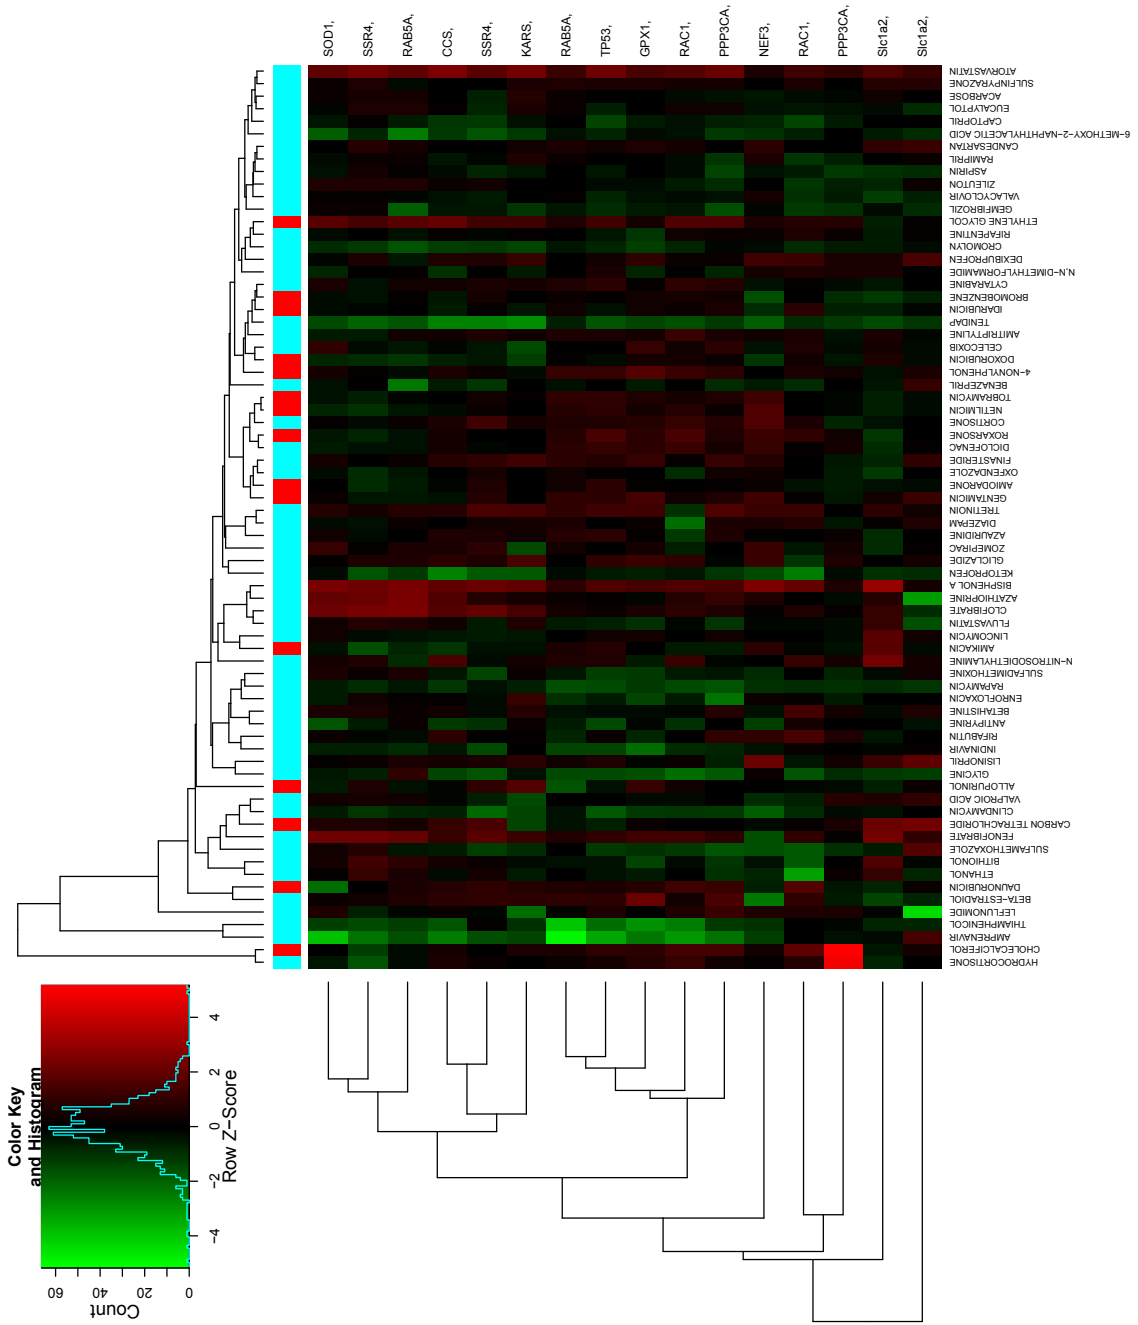 SOD1,
SSR4,
RAB5A,
CCS,
SSR4,
KARS,
RAB5A,
TP53,
GPX1,
RAC1,
PPP3CA,
NEF3,
RAC1,
PPP3CA,
Slc1a2,
Slc1a2,
ATORVASTATIN
SULFINPYRAZONE
ACARBOSE
EUCALYPTOL
CAPTOPRIL
6-METHOXY-2-NAPHTHYLACETIC ACID
CANDESARTAN
RAMIPRIL
ASPIRIN
ZILEUTON
VALACYCLOVIR
GEMFIBROZIL
ETHYLENE GLYCOL
RIFAPENTINE
CROMOLYN
DEXIBUPROFEN
N,N-DIMETHYLFORMAMIDE
CYTARABINE
BROMOBENZENE
IDARUBICIN
TENIDAP
AMITRIPTYLINE
CELECOXIB
DOXORUBICIN
4-NONYLPHENOL
BENAZEPRIL
TOBRAMYCIN
NETILMICIN
CORTISONE
ROXARSONE
DICLOFENAC
FINASTERIDE
OXFENDAZOLE
AMIODARONE
GENTAMICIN
TRETINOIN
DIAZEPAM
AZAURIDINE
ZOMEPIRAC
GLICLAZIDE
KETOPROFEN
BISPHENOL A
AZATHIOPRINE
CLOFIBRATE
FLUVASTATIN
LINCOMYCIN
AMIKACIN
N-NITROSODIETHYLAMINE
SULFADIMETHOXINE
RAPAMYCIN
ENROFLOXACIN
BETAHISTINE
ANTIPYRINE
RIFABUTIN
INDINAVIR
LISINOPRIL
GLYCINE
ALLOPURINOL
VALPROIC ACID
CLINDAMYCIN
CARBON TETRACHLORIDE
FENOFIBRATE
SULFAMETHOXAZOLE
BITHIONOL
ETHANOL
DAUNORUBICIN
BETA-ESTRADIOL
LEFLUNOMIDE
THIAMPHENICOL
AMPRENAVIR
CHOLECALCIFEROL
HYDROCORTISONE
Color Key
and Histogram
4
2
0
-2
-4
Row Z-Score
60
40
20
0
Count